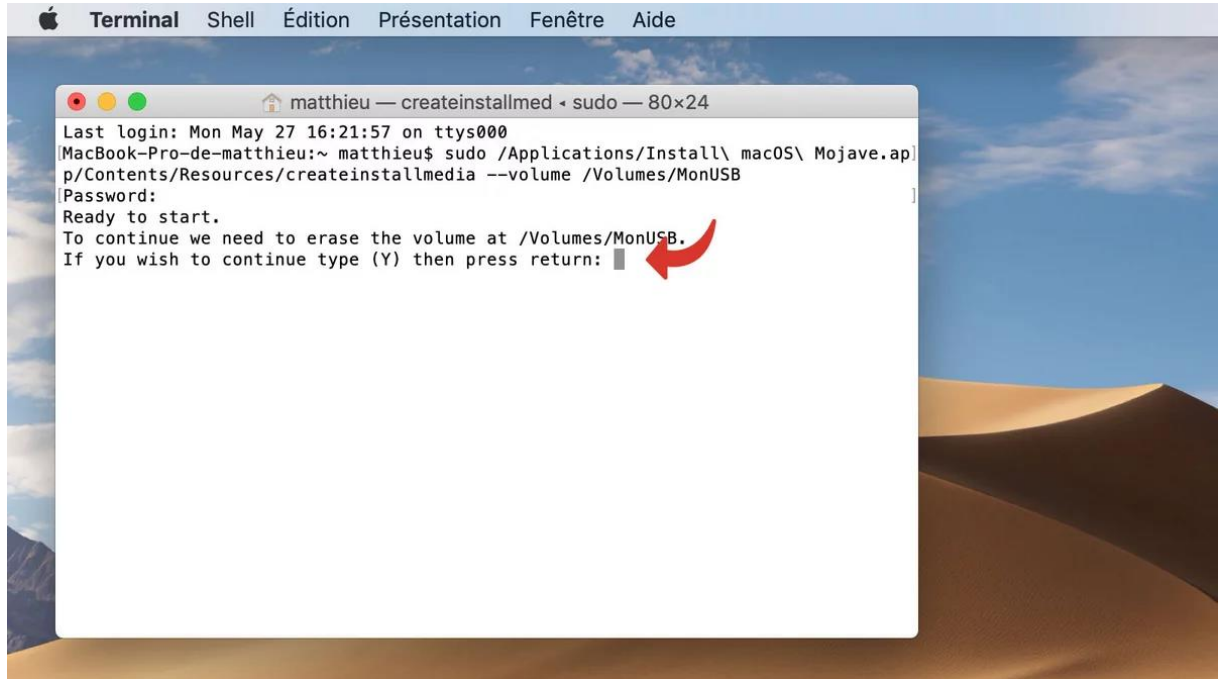 Terminal Shell Édition Présentation Fenêtre Aide
matthieu — createinstallmed ◂ sudo — 80×24
Last login: Mon May 27 16:21:57 on ttys000
[MacBook-Pro-de-matthieu:~ matthieu$ sudo /Applications/Install\ macOS\ Mojave.ap]
p/Contents/Resources/createinstallmedia --volume /Volumes/MonUSB
[Password: ]
Ready to start.
To continue we need to erase the volume at /Volumes/MonUSB.
If you wish to continue type (Y) then press return: